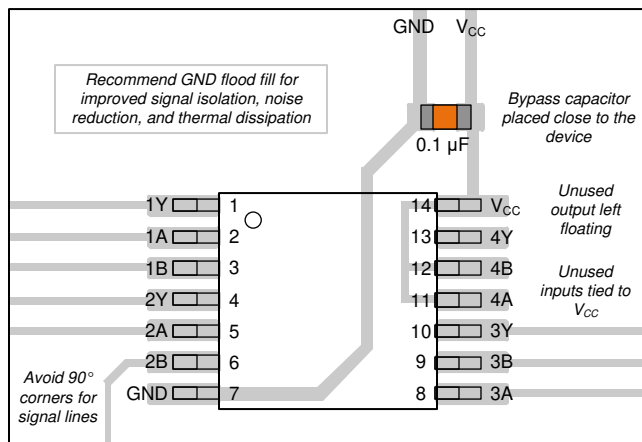 GND VCC
Recommend GND flood fill for
improved signal isolation, noise
reduction, and thermal dissipation
Bypass capacitor
placed close to the
device
0.1 µF
1Y 1 14 VCC
1A 2 13 4Y
1B 3 12 4B
2Y 4 11 4A
2A 5 10 3Y
2B 6 9 3B
GND 7 8 3A
Unused
output left
floating
Unused
inputs tied to
VCC
Avoid 90°
corners for
signal lines